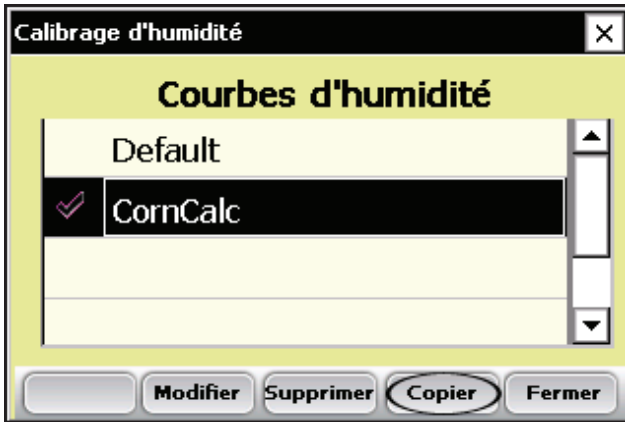 Calibrage d'humidité
Courbes d'humidité
Default
CornCalc
Modifier Supprimer Copier Fermer